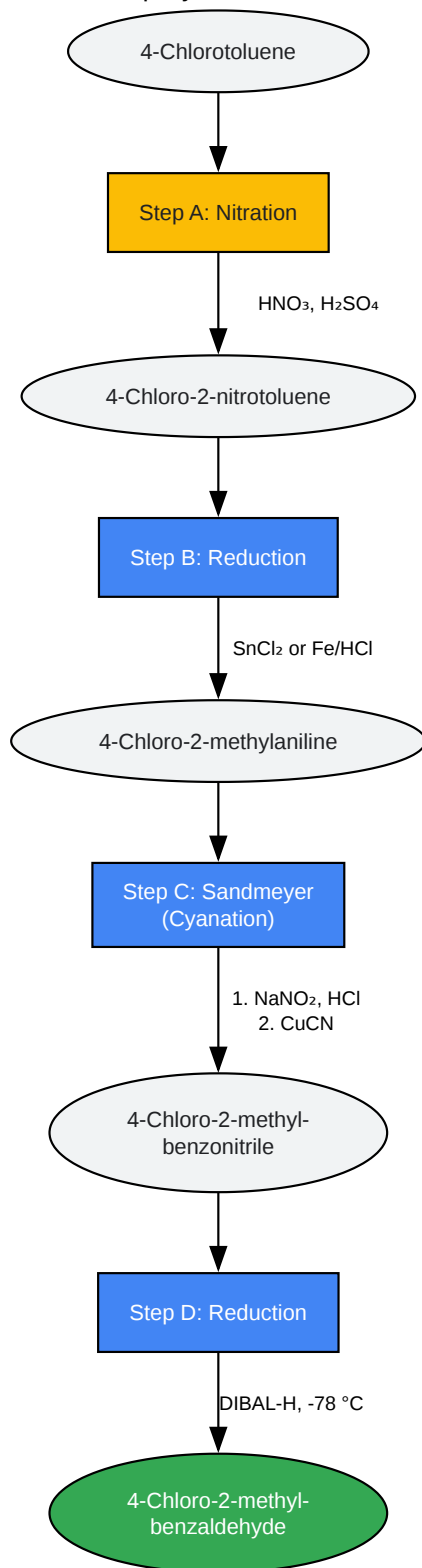 4-Chlorotoluene
Step A: Nitration
HNO₃, H₂SO₄
4-Chloro-2-nitrotoluene
Step B: Reduction
SnCl₂ or Fe/HCl
4-Chloro-2-methylaniline
Step C: Sandmeyer
(Cyanation)
1. NaNO₂, HCl
2. CuCN
4-Chloro-2-methyl-
benzonitrile
Step D: Reduction
DIBAL-H, -78 °C
4-Chloro-2-methyl-
benzaldehyde